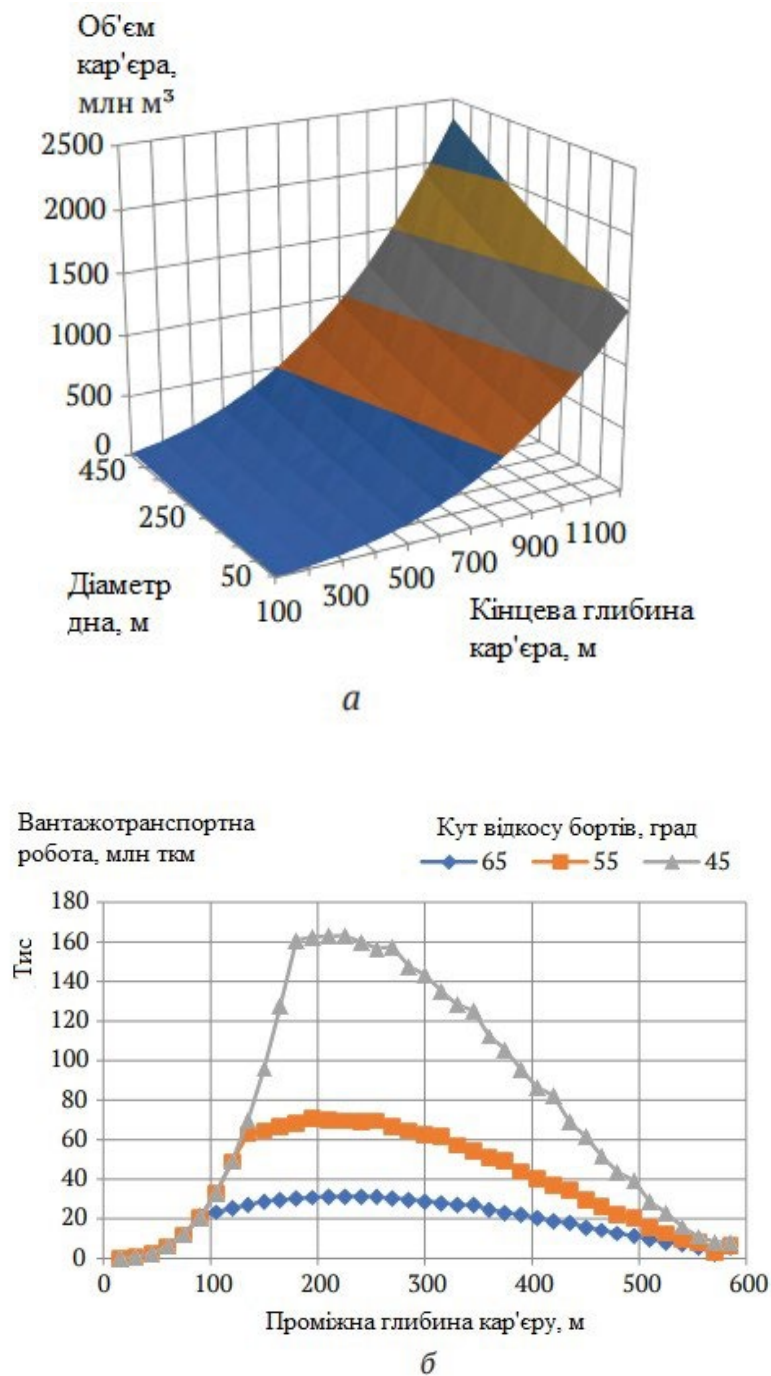 Об'єм
кар'єра,
млн м³
2500
2000
1500
1000
500
0
450
250
50
Діаметр
дна, м
100
300
500
700
900
1100
Кінцева глибина
кар'єра, м
а
Вантажотранспортна
робота, млн ткм
Кут відкосу бортів, град
65 55 45
Тис
180
160
140
120
100
80
60
40
20
0
0 100 200 300 400 500 600
Проміжна глибина кар'єру, м
б